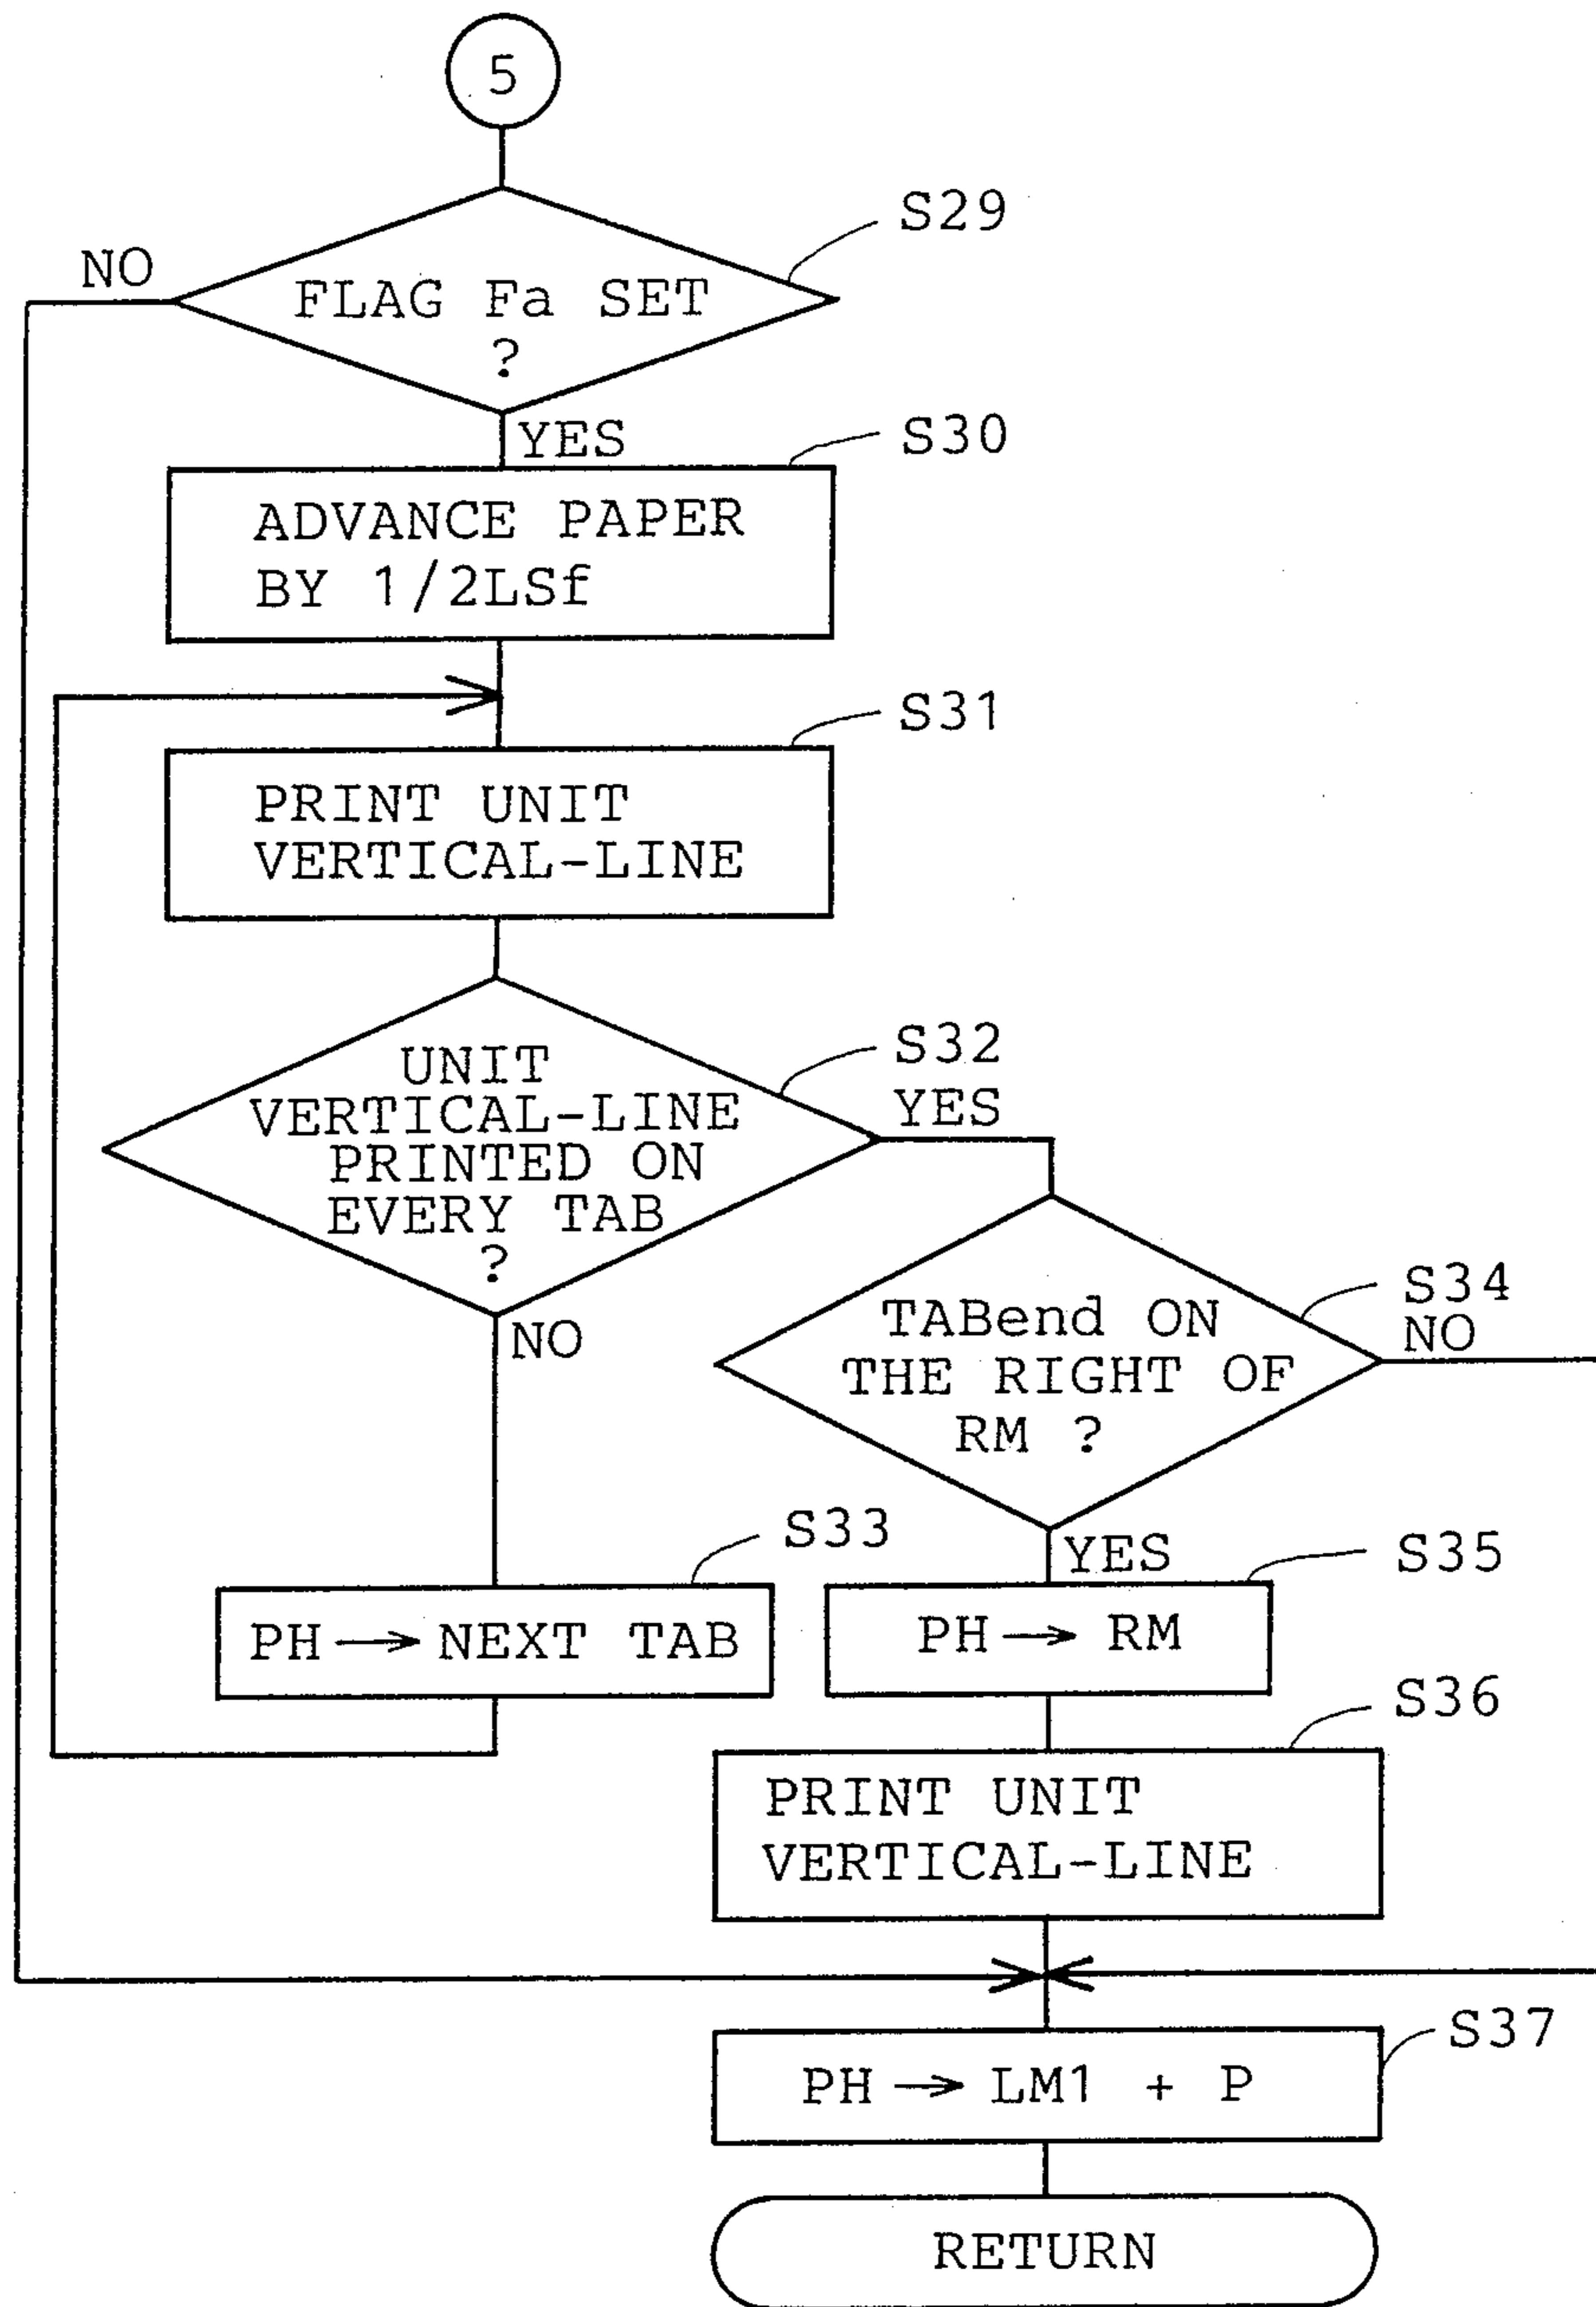 5
S29
NO
FLAG Fa SET
?
YES
S30
ADVANCE PAPER
BY 1/2LSf
S31
PRINT UNIT
VERTICAL-LINE
S32
YES
UNIT
VERTICAL-LINE
PRINTED ON
EVERY TAB
?
NO
S34
NO
TABend ON
THE RIGHT OF
RM ?
YES
S33
PH → NEXT TAB
S35
PH → RM
S36
PRINT UNIT
VERTICAL-LINE
S37
PH → LM1 + P
RETURN